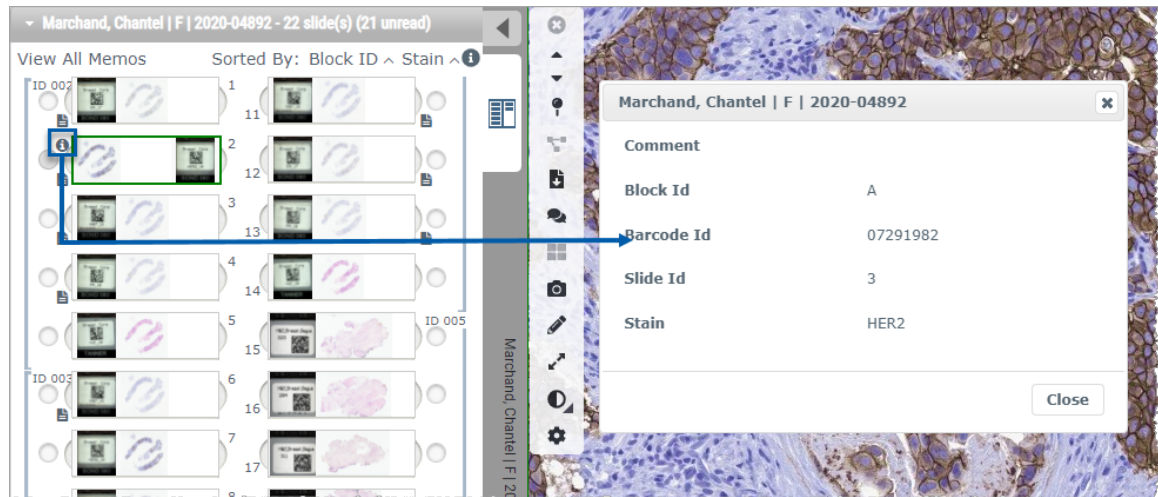 Marchand, Chantel | F | 2020-04892 - 22 slide(s) (21 unread)
View All Memos Sorted By: Block ID ^ Stain ^
ID 002
1
11
2
12
3
13
4
14
5
ID 005
15
ID 003
6
16
7
17
8
Marchand, Chantel | F | 20
Marchand, Chantel | F | 2020-04892
Comment
Block Id A
Barcode Id 07291982
Slide Id 3
Stain HER2
Close